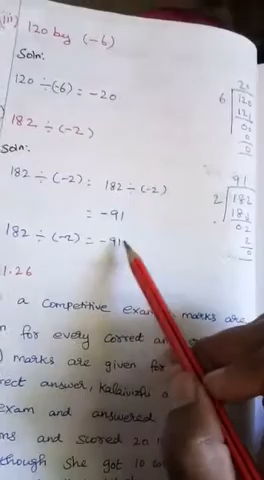 (iii) 120 by (-6)
Soln:
120 ÷ (-6) = -20
20
6 120
12↓
00
0
0
) 182 ÷ (-2)
Soln:
182 ÷ (-2) = 182 ÷ (-2)
= -91
182 ÷ (-2) = -91
91
2 182
18↓
02
2
0
1.26
a competitive exam, marks are
n for every correct an
) marks are given for
rect answer, Kalaivizhi
exam and answered
ns and scored 20
though she got 10